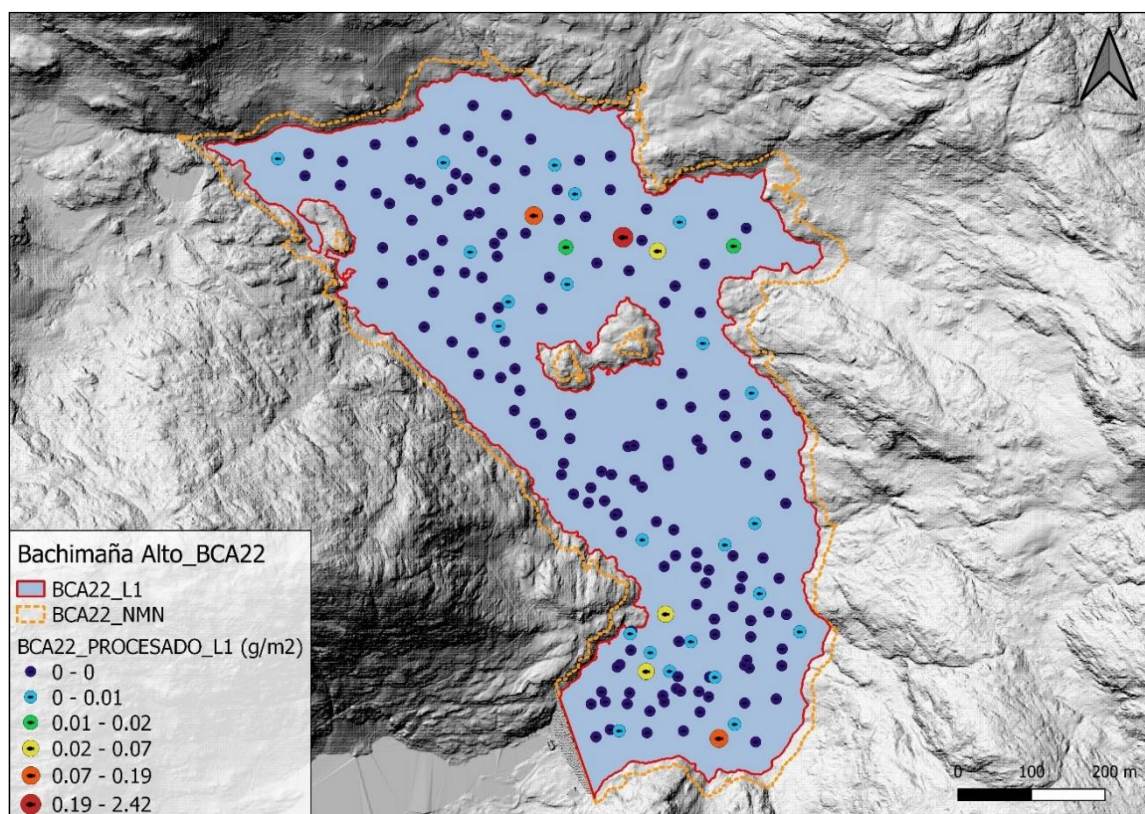 Bachimaña Alto_BCA22
BCA22_L1
BCA22_NMN
BCA22_PROCESADO_L1 (g/m2)
0 - 0
0 - 0.01
0.01 - 0.02
0.02 - 0.07
0.07 - 0.19
0.19 - 2.42
0 100 200 m